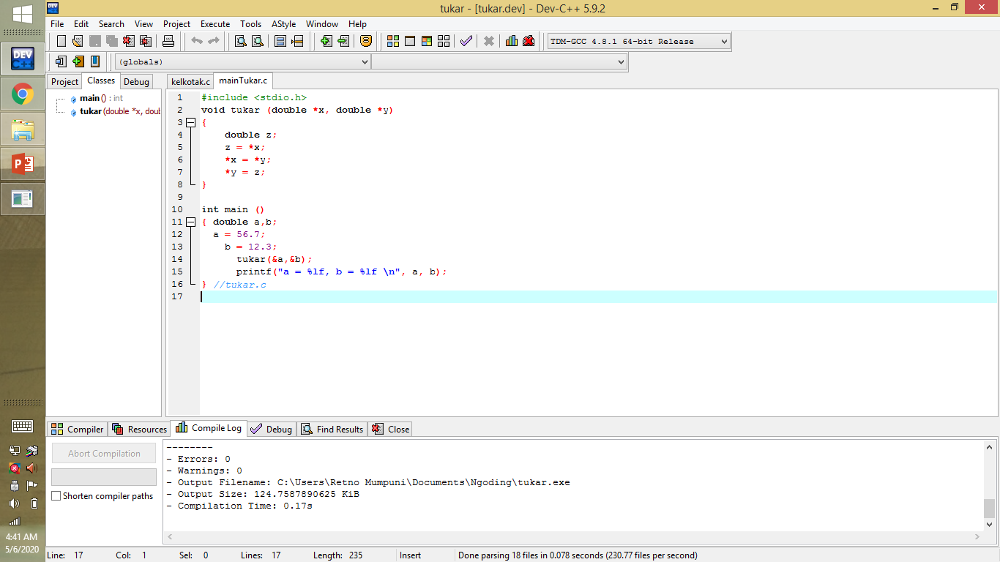 tukar - [tukar.dev] - Dev-C++ 5.9.2
File Edit Search View Project Execute Tools AStyle Window Help
TDM-GCC 4.8.1 64-bit Release
DEV C++
(globals)
Project Classes Debug
kelkotak.c mainTukar.c
main () : int
tukar (double *x, doub
1 #include <stdio.h>
2 void tukar (double *x, double *y)
3 {
4 double z;
5 z = *x;
6 *x = *y;
7 *y = z;
8 }
9
10 int main ()
11 { double a,b;
12 a = 56.7;
13 b = 12.3;
14 tukar(&a,&b);
15 printf("a = %lf, b = %lf \n", a, b);
16 } //tukar.c
17
Compiler Resources Compile Log Debug Find Results Close
Abort Compilation
Shorten compiler paths
--------
- Errors: 0
- Warnings: 0
- Output Filename: C:\Users\Retno Mumpuni\Documents\Ngoding\tukar.exe
- Output Size: 124.7587890625 KiB
- Compilation Time: 0.17s
4:41 AM
5/6/2020
Line: 17 Col: 1 Sel: 0 Lines: 17 Length: 235 Insert Done parsing 18 files in 0.078 seconds (230.77 files per second)